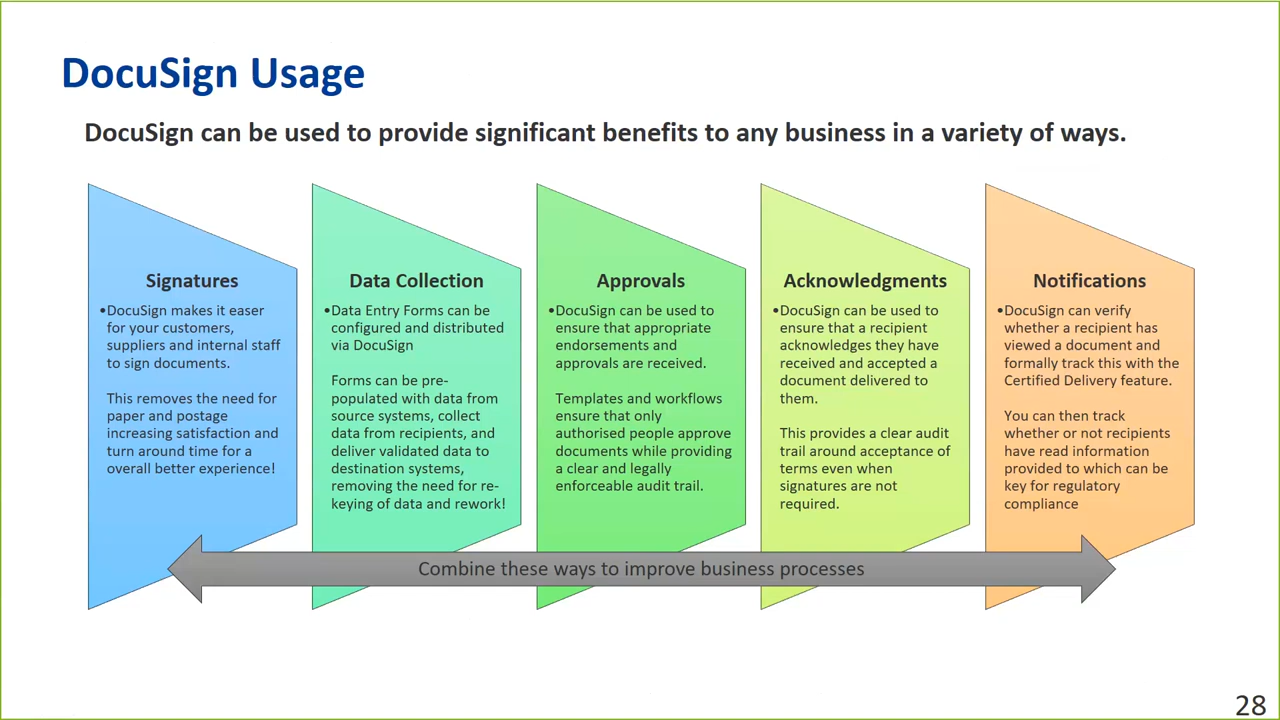 DocuSign Usage
DocuSign can be used to provide significant benefits to any business in a variety of ways.
Signatures
•DocuSign makes it easier
for your customers,
suppliers and internal staff
to sign documents.
This removes the need for
paper and postage
increasing satisfaction and
turn around time for a
overall better experience!
Data Collection
•Data Entry Forms can be
configured and distributed
via DocuSign
Forms can be pre-
populated with data from
source systems, collect
data from recipients, and
deliver validated data to
destination systems,
removing the need for re-
keying of data and rework!
Approvals
•DocuSign can be used to
ensure that appropriate
endorsements and
approvals are received.
Templates and workflows
ensure that only
authorised people approve
documents while providing
a clear and legally
enforceable audit trail.
Acknowledgments
•DocuSign can be used to
ensure that a recipient
acknowledges they have
received and accepted a
document delivered to
them.
This provides a clear audit
trail around acceptance of
terms even when
signatures are not
required.
Notifications
•DocuSign can verify
whether a recipient has
viewed a document and
formally track this with the
Certified Delivery feature.
You can then track
whether or not recipients
have read information
provided to which can be
key for regulatory
compliance
Combine these ways to improve business processes
28